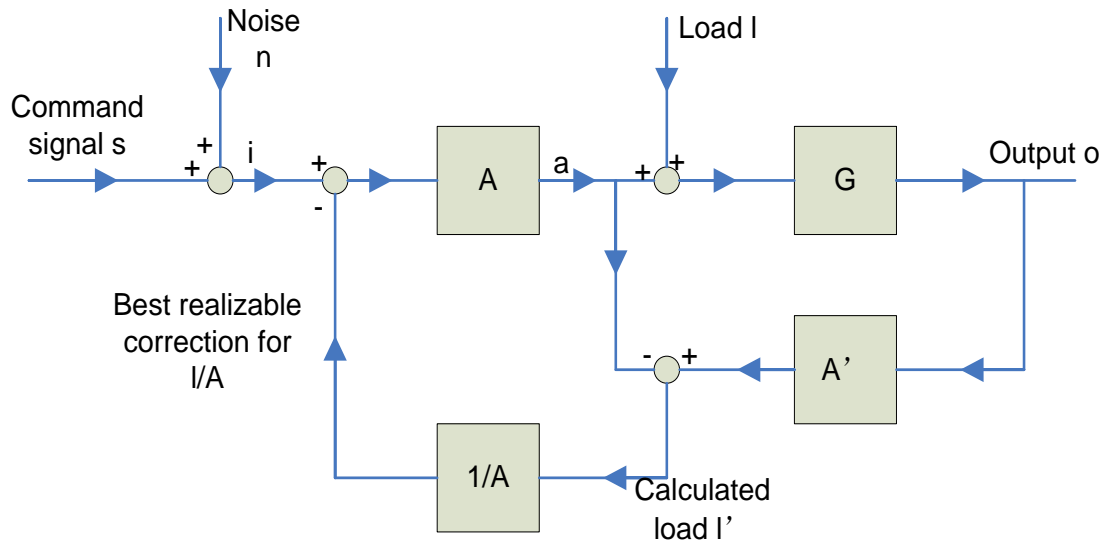 Noise
n
Load l
Command
signal s
+
+
i
+
-
A
a
+
+
G
Output o
Best realizable
correction for
l/A
-
+
A’
1/A
Calculated
load l’